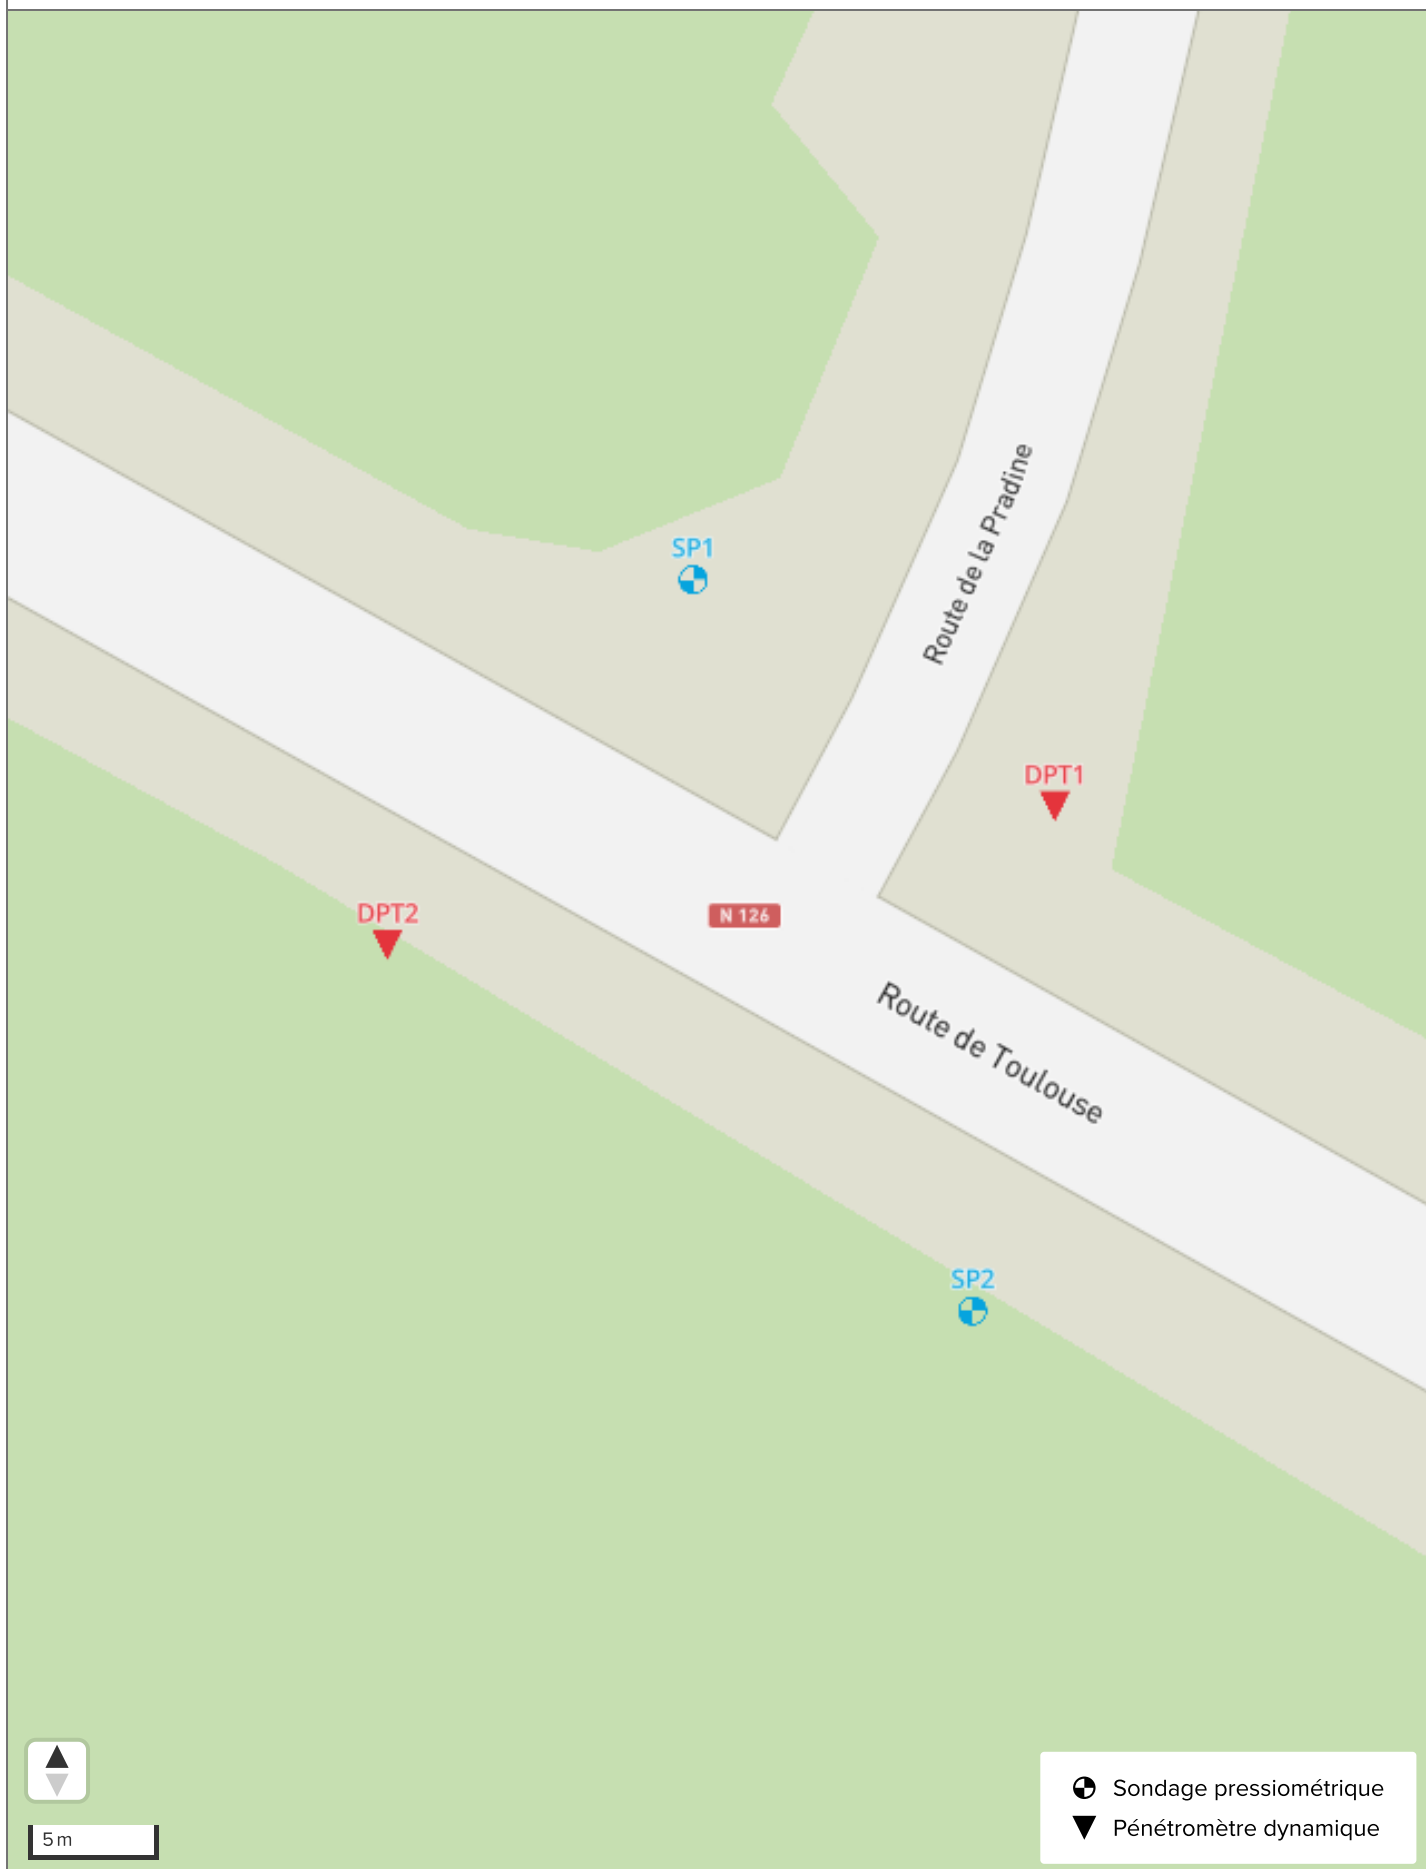 Route de la Pradine
SP1
DPT1
DPT2
N 126
Route de Toulouse
SP2
5 m
Sondage pressiométrique
Pénétromètre dynamique